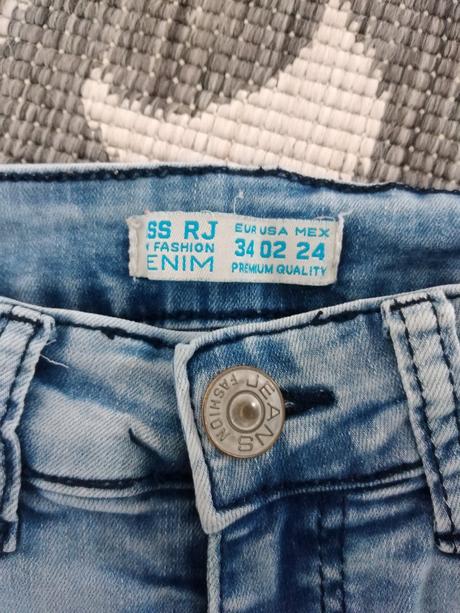 SS RJ
FASHION
ENIM
EUR USA MEX
34 02 24
PREMIUM QUALITY
JEANS
FASHION